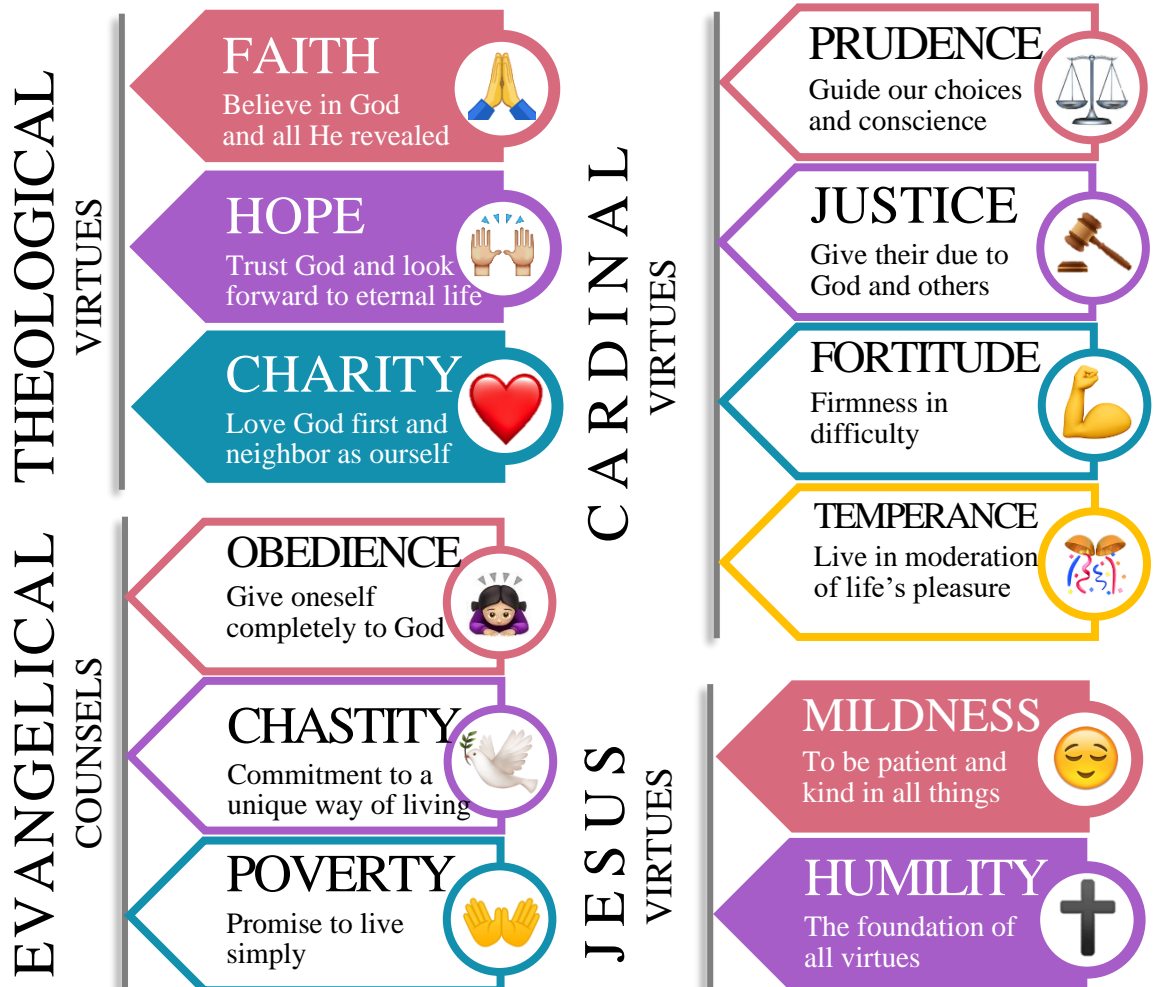 THEOLOGICAL
VIRTUES
FAITH
Believe in God
and all He revealed
HOPE
Trust God and look
forward to eternal life
CHARITY
Love God first and
neighbor as ourself
CARDINAL
VIRTUES
PRUDENCE
Guide our choices
and conscience
JUSTICE
Give their due to
God and others
FORTITUDE
Firmness in
difficulty
TEMPERANCE
Live in moderation
of life’s pleasure
EVANGELICAL
COUNSELS
OBEDIENCE
Give oneself
completely to God
CHASTITY
Commitment to a
unique way of living
POVERTY
Promise to live
simply
JESUS
VIRTUES
MILDNESS
To be patient and
kind in all things
HUMILITY
The foundation of
all virtues